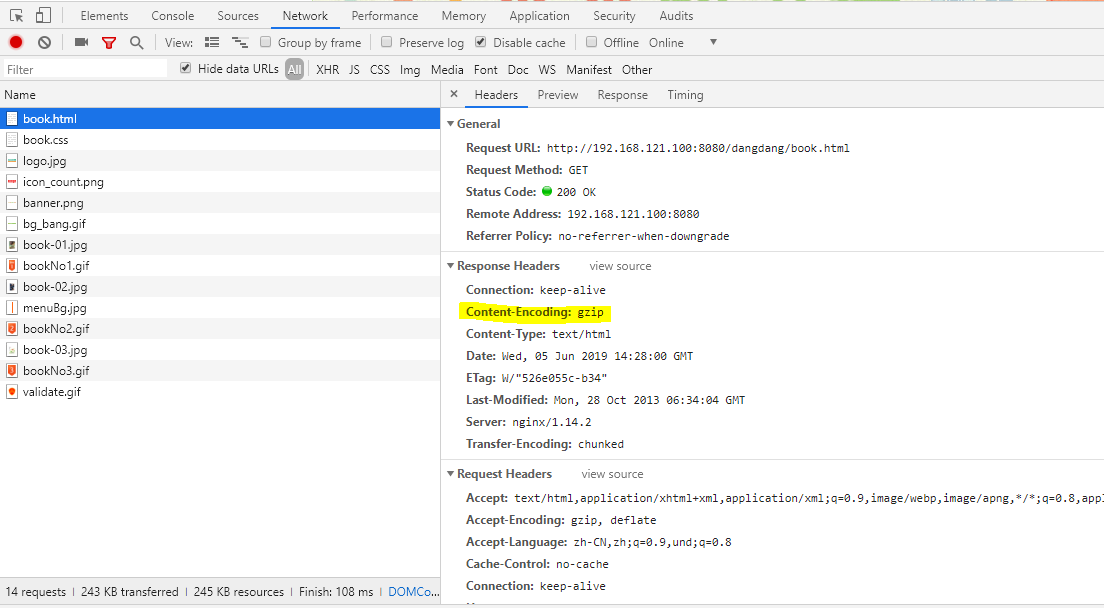 Elements Console Sources Network Performance Memory Application Security Audits
View: Group by frame Preserve log Disable cache Offline Online
Filter Hide data URLs All XHR JS CSS Img Media Font Doc WS Manifest Other
Name
book.html
book.css
logo.jpg
icon_count.png
banner.png
bg_bang.gif
book-01.jpg
bookNo1.gif
book-02.jpg
menuBg.jpg
bookNo2.gif
book-03.jpg
bookNo3.gif
validate.gif
14 requests 243 KB transferred 245 KB resources Finish: 108 ms DOMCo...
× Headers Preview Response Timing
General
Request URL: http://192.168.121.100:8080/dangdang/book.html
Request Method: GET
Status Code: 200 OK
Remote Address: 192.168.121.100:8080
Referrer Policy: no-referrer-when-downgrade
Response Headers view source
Connection: keep-alive
Content-Encoding: gzip
Content-Type: text/html
Date: Wed, 05 Jun 2019 14:28:00 GMT
ETag: W/"526e055c-b34"
Last-Modified: Mon, 28 Oct 2013 06:34:04 GMT
Server: nginx/1.14.2
Transfer-Encoding: chunked
Request Headers view source
Accept: text/html,application/xhtml+xml,application/xml;q=0.9,image/webp,image/apng,*/*;q=0.8,appl
Accept-Encoding: gzip, deflate
Accept-Language: zh-CN,zh;q=0.9,und;q=0.8
Cache-Control: no-cache
Connection: keep-alive